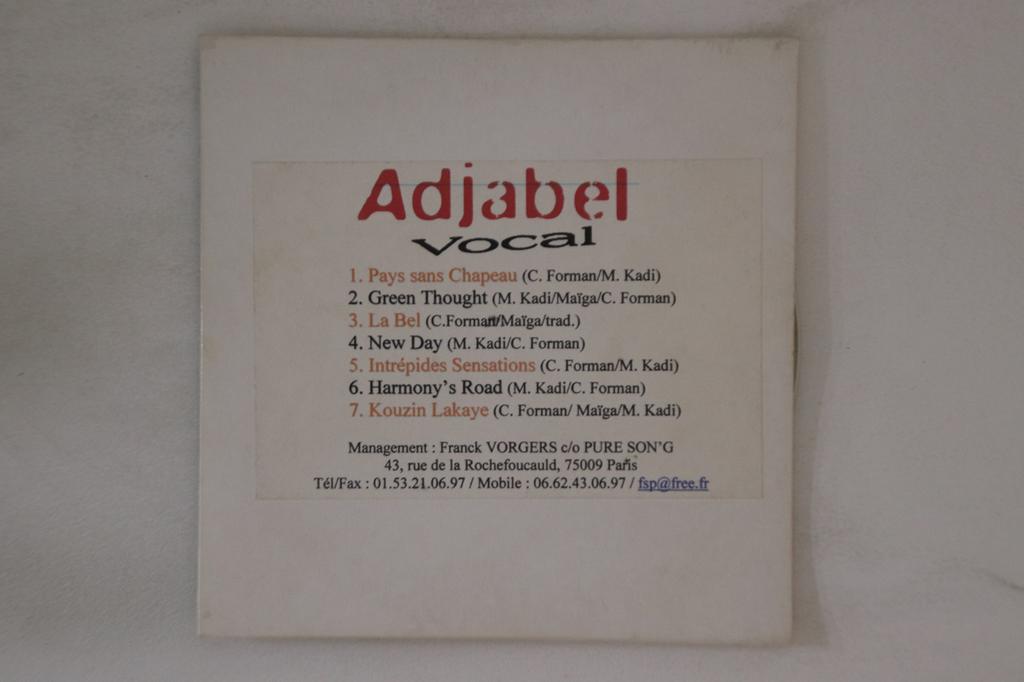 Adjabel
Vocal
1. Pays sans Chapeau (C. Forman/M. Kadi)
2. Green Thought (M. Kadi/Maïga/C. Forman)
3. La Bel (C.Forman/Maïga/trad.)
4. New Day (M. Kadi/C. Forman)
5. Intrépides Sensations (C. Forman/M. Kadi)
6. Harmony's Road (M. Kadi/C. Forman)
7. Kouzin Lakaye (C. Forman/ Maïga/M. Kadi)
Management : Franck VORGERS c/o PURE SON'G
43, rue de la Rochefoucauld, 75009 Paris
Tél/Fax : 01.53.21.06.97 / Mobile : 06.62.43.06.97 / fsp@free.fr